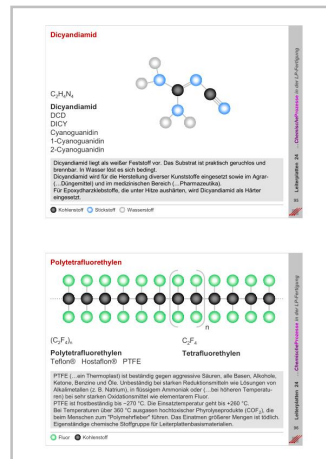 Dicyandiamid
C₂H₄N₄
Dicyandiamid
DCD
DICY
Cyanoguanidin
1-Cyanoguanidin
2-Cyanoguanidin
Dicyandiamid liegt als weißer Feststof vor. Das Substrat ist praktisch geruchlos und
brennbar. In Wasser löst es sich bedingt.
Dicyandiamid wird für die Herstellung diverser Kunststoffe eingesetzt sowie im Agrar-
(...Düngemittel) und im medizinischen Bereich (...Pharmazeutika).
Für Epoxydharzklebstoffe, die unter Hitze aushärten, wird Dicyandiamid als Härter
eingesetzt.
Kohlenstoff Stickstoff Wasserstoff
Leiterplatten 24 ...ChemischeProzesse in der LP-Fertigung
Polytetrafluorethylen
n
(C₂F₄)ₙ C₂F₄
Polytetrafluorethylen Tetrafluorethylen
Teflon® Hostaflon® PTFE
PTFE (...ein Thermoplast) ist beständig gegen aggressive Säuren, alle Basen, Alkohole,
Ketone, Benzine und Öle. Unbeständig bei starken Reduktionsmitteln wie Lösungen von
Alkalimetallen (z. B. Natrium), in flüssigem Ammoniak oder (...bei höheren Temperatu-
ren) bei sehr starken Oxidationsmittel wie elementarem Fluor.
PTFE ist frostbeständig bis –270 °C. Die Einsatztemperatur geht bis +260 °C.
Bei Temperaturen über 360 °C ausgasen hochtoxischer Phyrolyseprodukte (COF₂), die
beim Menschen zum "Polymehrfieber" führen. Das Einatmen größerer Mengen ist tödlich.
Eigenständige chemische Stoffgruppe für Leiterplattenbasismaterialien.
Fluor Kohlenstoff
Leiterplatten 24 ...ChemischeProzesse in der LP-Fertigung